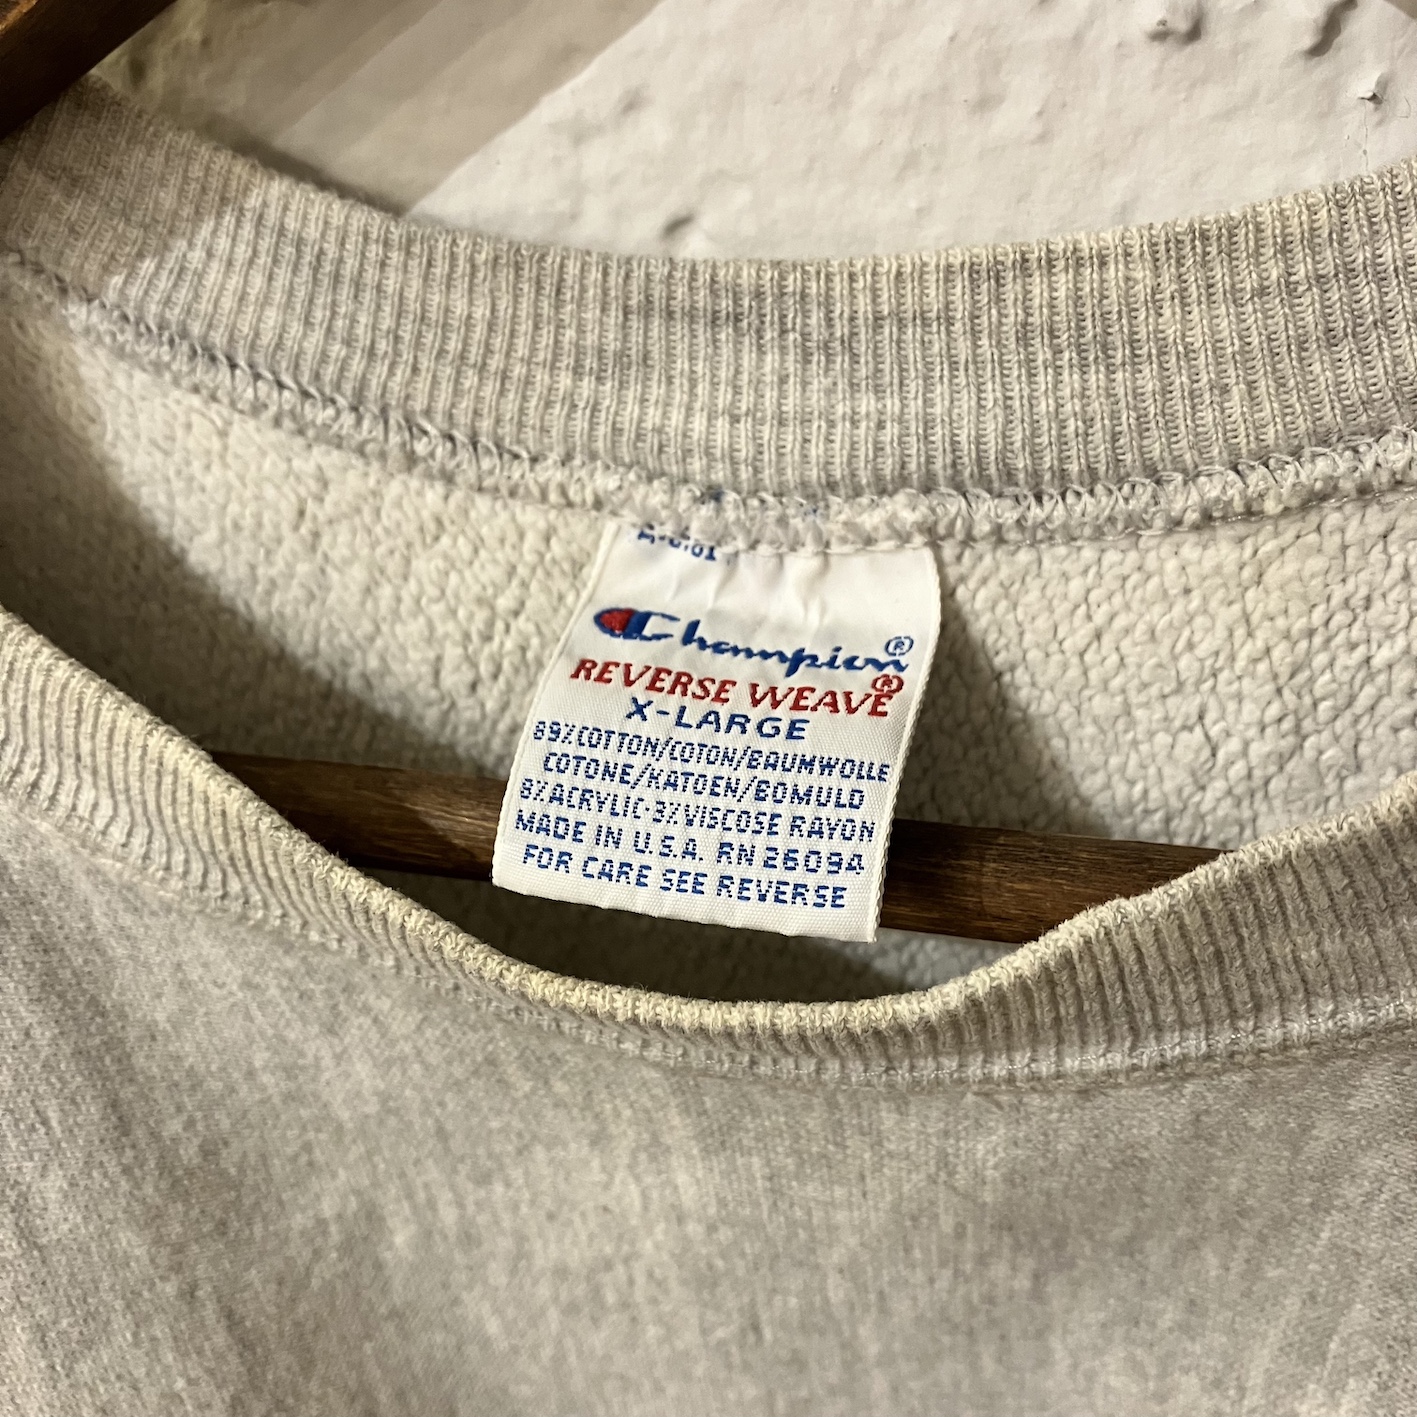 Champion®
REVERSE WEAVE®
X-LARGE
89%COTTON/COTON/BAUMWOLLE
COTONE/KATOEN/BOMULD
8%ACRYLIC·3%VISCOSE RAYON
MADE IN U.S.A. RN 26094
FOR CARE SEE REVERSE